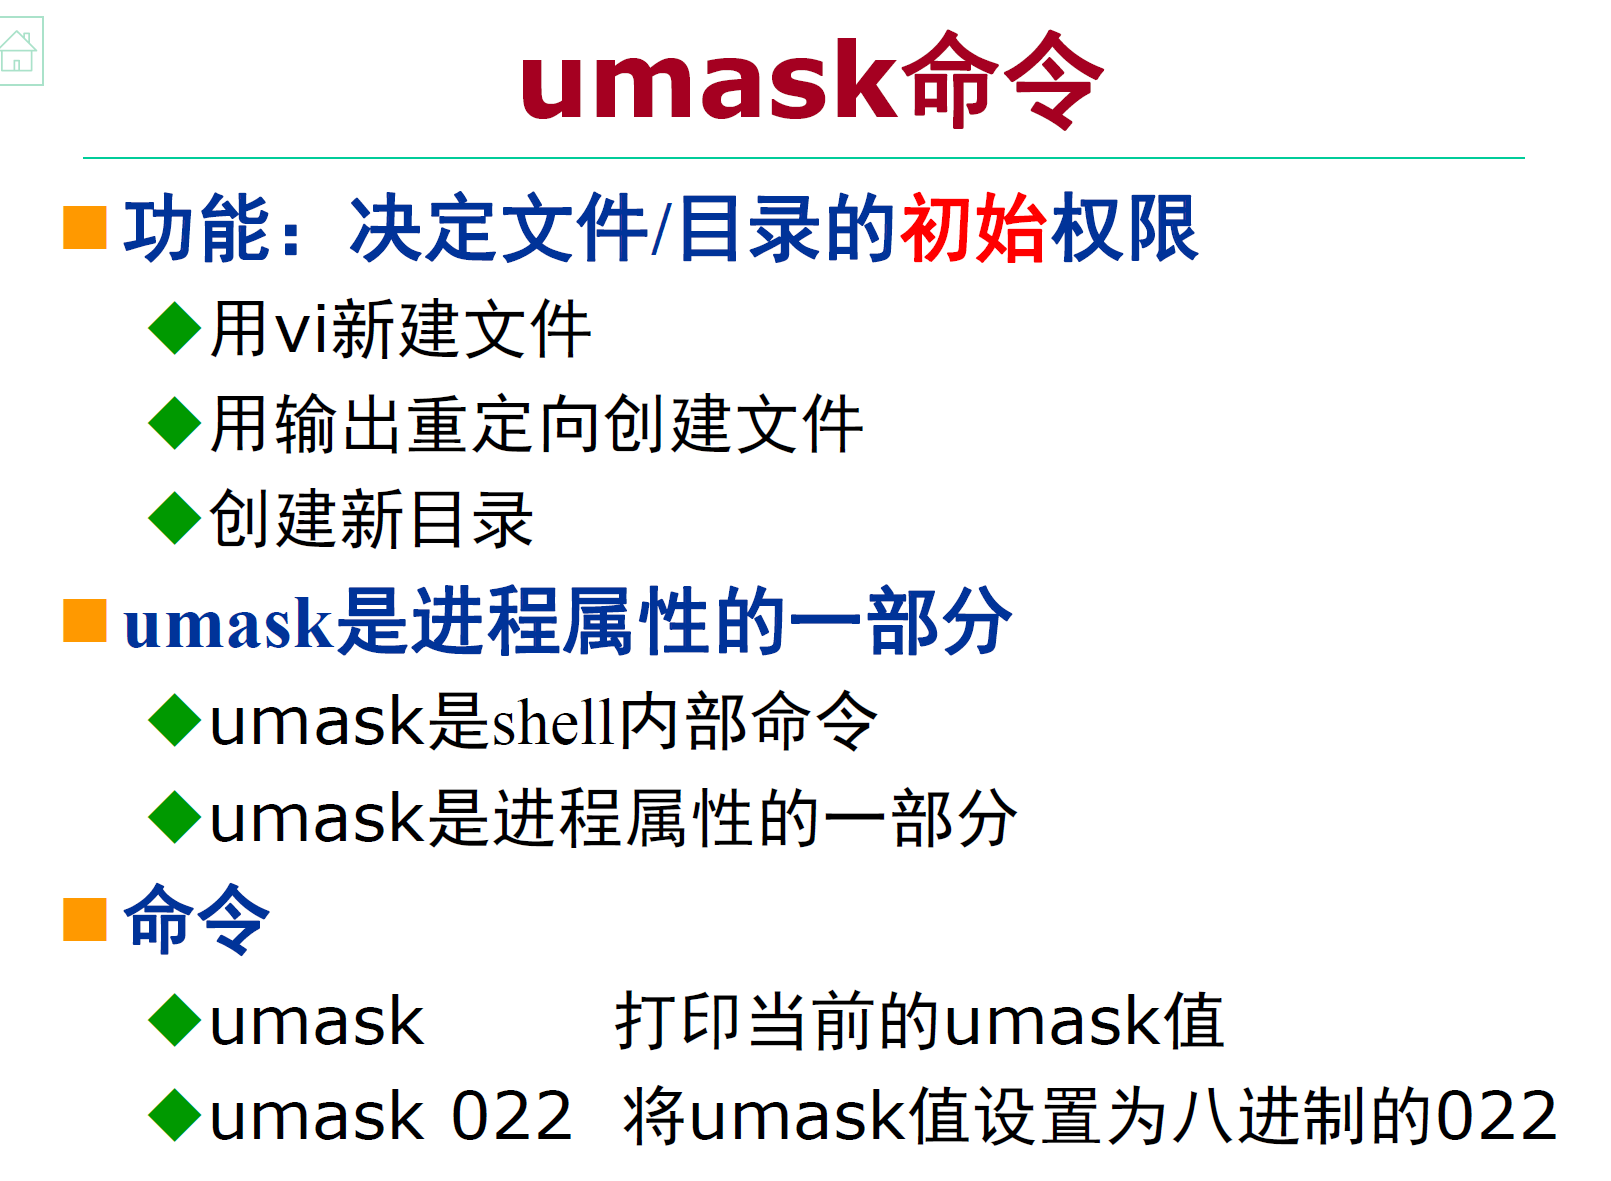 umask命令
功能：决定文件/目录的初始权限
用vi新建文件
用输出重定向创建文件
创建新目录
umask是进程属性的一部分
umask是shell内部命令
umask是进程属性的一部分
命令
umask 打印当前的umask值
umask 022 将umask值设置为八进制的022